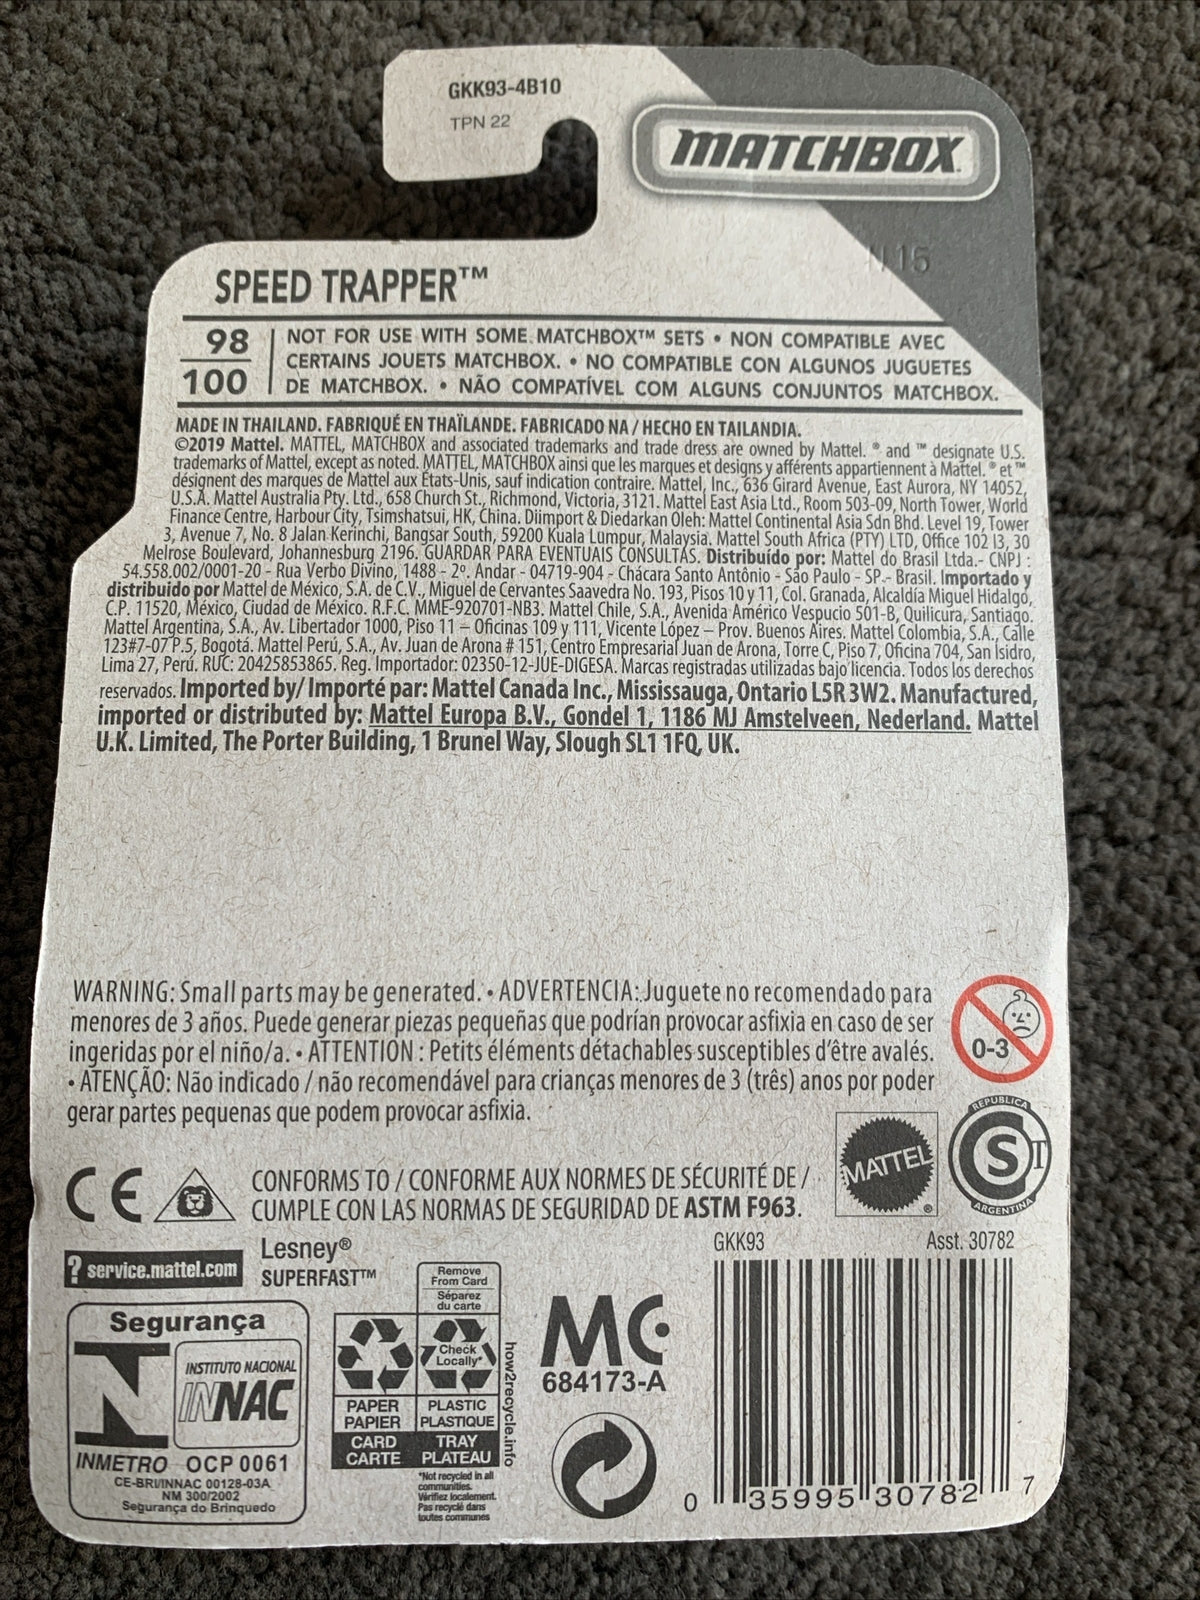 GKK93-4B10
TPN 22
MATCHBOX
15
SPEED TRAPPER™
98
100
NOT FOR USE WITH SOME MATCHBOX™ SETS • NON COMPATIBLE AVEC
CERTAINS JOUETS MATCHBOX. • NO COMPATIBLE CON ALGUNOS JUGUETES
DE MATCHBOX. • NÃO COMPATÍVEL COM ALGUNS CONJUNTOS MATCHBOX.
MADE IN THAILAND. FABRIQUÉ EN THAÏLANDE. FABRICADO NA / HECHO EN TAILANDIA.
©2019 Mattel. MATTEL, MATCHBOX and associated trademarks and trade dress are owned by Mattel. ® and ™ designate U.S.
trademarks of Mattel, except as noted. MATTEL, MATCHBOX ainsi que les marques et designs y afférents appartiennent à Mattel. ® et ™
désignent des marques de Mattel aux États-Unis, sauf indication contraire. Mattel, Inc., 636 Girard Avenue, East Aurora, NY 14052,
U.S.A. Mattel Australia Pty. Ltd., 658 Church St., Richmond, Victoria, 3121. Mattel East Asia Ltd., Room 503-09, North Tower, World
Finance Centre, Harbour City, Tsimshatsui, HK, China. Diimport & Diedarkan Oleh: Mattel Continental Asia Sdn Bhd. Level 19, Tower
3, Avenue 7, No. 8 Jalan Kerinchi, Bangsar South, 59200 Kuala Lumpur, Malaysia. Mattel South Africa (PTY) LTD, Office 102 I3, 30
Melrose Boulevard, Johannesburg 2196. GUARDAR PARA EVENTUAIS CONSULTAS. Distribuído por: Mattel do Brasil Ltda.- CNPJ :
54.558.002/0001-20 - Rua Verbo Divino, 1488 - 2º. Andar - 04719-904 - Chácara Santo Antônio - São Paulo - SP.- Brasil. Importado y
distribuido por Mattel de México, S.A. de C.V., Miguel de Cervantes Saavedra No. 193, Pisos 10 y 11, Col. Granada, Alcaldía Miguel Hidalgo,
C.P. 11520, México, Ciudad de México. R.F.C. MME-920701-NB3. Mattel Chile, S.A., Avenida Américo Vespucio 501-B, Quilicura, Santiago.
Mattel Argentina, S.A., Av. Libertador 1000, Piso 11 – Oficinas 109 y 111, Vicente López – Prov. Buenos Aires. Mattel Colombia, S.A., Calle
123#7-07 P.5, Bogotá. Mattel Perú, S.A., Av. Juan de Arona # 151, Centro Empresarial Juan de Arona, Torre C, Piso 7, Oficina 704, San Isidro,
Lima 27, Perú. RUC: 20425853865. Reg. Importador: 02350-12-JUE-DIGESA. Marcas registradas utilizadas bajo licencia. Todos los derechos
reservados. Imported by/ Importé par: Mattel Canada Inc., Mississauga, Ontario L5R 3W2. Manufactured,
imported or distributed by: Mattel Europa B.V., Gondel 1, 1186 MJ Amstelveen, Nederland. Mattel
U.K. Limited, The Porter Building, 1 Brunel Way, Slough SL1 1FQ, UK.
WARNING: Small parts may be generated. • ADVERTENCIA: Juguete no recomendado para
menores de 3 años. Puede generar piezas pequeñas que podrían provocar asfixia en caso de ser
ingeridas por el niño/a. • ATTENTION : Petits éléments détachables susceptibles d'être avalés.
• ATENÇÃO: Não indicado / não recomendável para crianças menores de 3 (três) anos por poder
gerar partes pequenas que podem provocar asfixia.
0-3
CE
CONFORMS TO / CONFORME AUX NORMES DE SÉCURITÉ DE /
CUMPLE CON LAS NORMAS DE SEGURIDAD DE ASTM F963.
MATTEL
®
REPUBLICA
S
T
ARGENTINA
? service.mattel.com
Lesney®
SUPERFAST™
GKK93
Asst. 30782
Segurança
INSTITUTO NACIONAL
INNAC
INMETRO OCP 0061
CE-BRI/INNAC 00128-03A
NM 300/2002
Segurança do Brinquedo
Remove
From Card
Séparez
du carte
Check
Locally*
PAPER
PAPIER
PLASTIC
PLASTIQUE
CARD
CARTE
TRAY
PLATEAU
how2recycle.info
*Not recycled in all
communities.
Vérifiez localement.
Pas recyclé dans
toutes communes
MC
684173-A
0 35995 30782 7